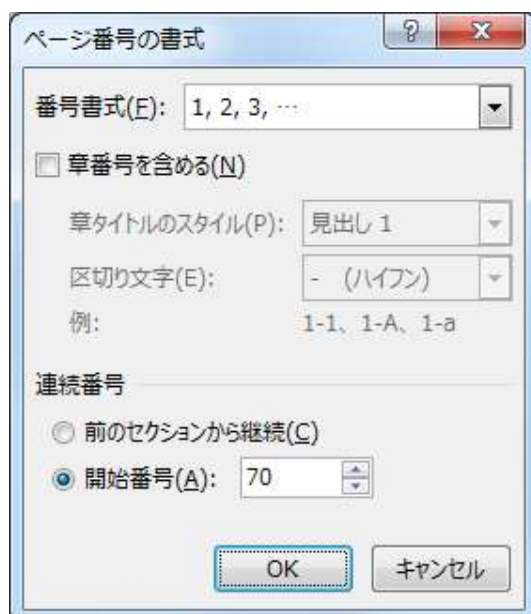 ページ番号の書式
番号書式(F): 1, 2, 3, …
章番号を含める(N)
章タイトルのスタイル(P): 見出し 1
区切り文字(E): - (ハイフン)
例: 1-1、1-A、1-a
連続番号
前のセクションから継続(C)
開始番号(A): 70
OK キャンセル